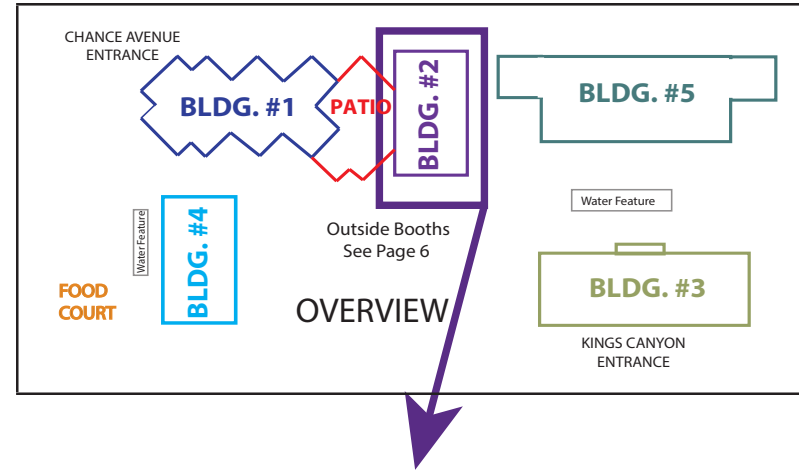 CHANCE AVENUE
ENTRANCE
BLDG. #1
PATIO
BLDG. #2
BLDG. #5
Water Feature
BLDG. #4
Outside Booths
See Page 6
Water Feature
FOOD
COURT
OVERVIEW
BLDG. #3
KINGS CANYON
ENTRANCE